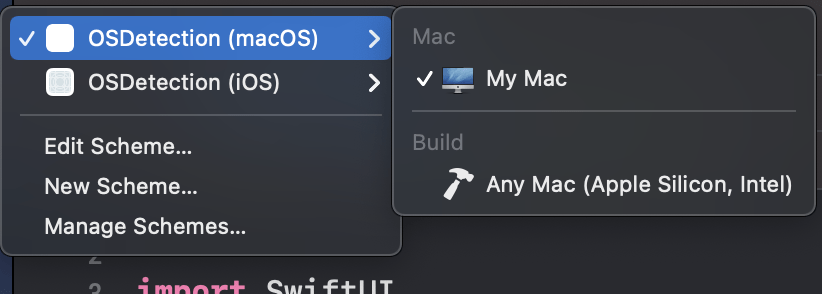 OSDetection (macOS)
OSDetection (iOS)
Edit Scheme...
New Scheme...
Manage Schemes...
Mac
My Mac
Build
Any Mac (Apple Silicon, Intel)
2
3 import SwiftUI